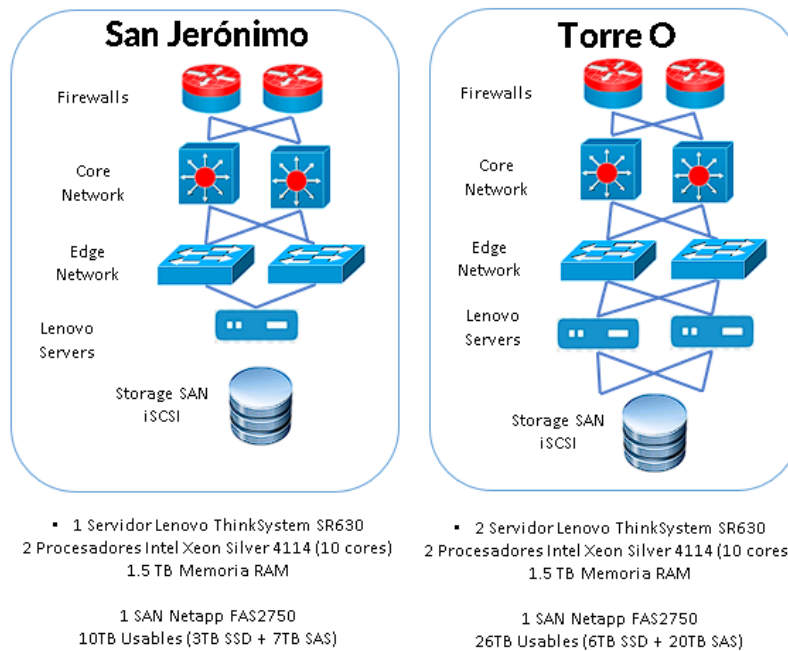 San Jerónimo
Firewalls
Core
Network
Edge
Network
Lenovo
Servers
Storage SAN
iSCSI
▪ 1 Servidor Lenovo ThinkSystem SR630
2 Procesadores Intel Xeon Silver 4114 (10 cores)
1.5 TB Memoria RAM
1 SAN Netapp FAS2750
10TB Usables (3TB SSD + 7TB SAS)
Torre O
Firewalls
Core
Network
Edge
Network
Lenovo
Servers
Storage SAN
iSCSI
▪ 2 Servidor Lenovo ThinkSystem SR630
2 Procesadores Intel Xeon Silver 4114 (10 cores
1.5 TB Memoria RAM
1 SAN Netapp FAS2750
26TB Usables (6TB SSD + 20TB SAS)